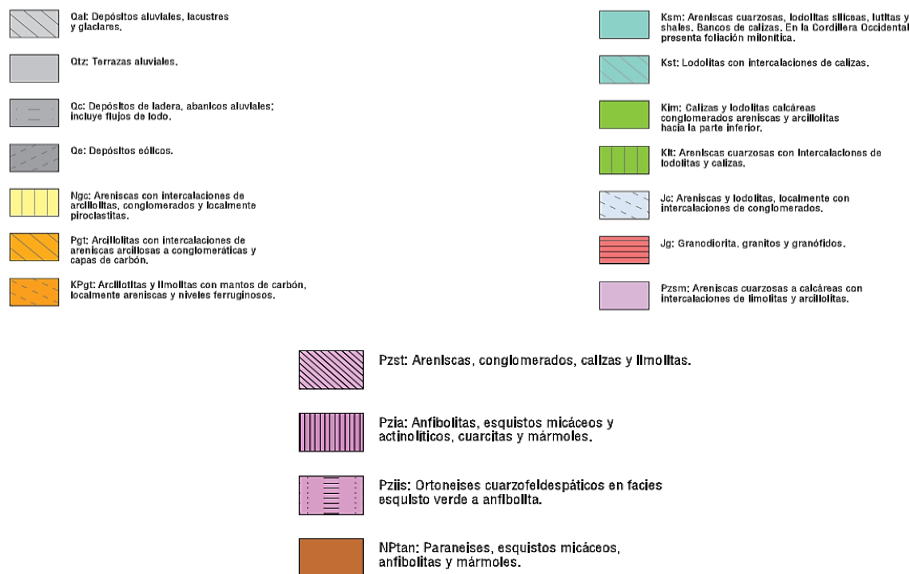 Qal: Depósitos aluviales, lacustres
y glaciares.
Qtz: Terrazas aluviales.
Qc: Depósitos de ladera, abanicos aluviales;
incluye flujos de lodo.
Qe: Depósitos eólicos.
Ngc: Areniscas con intercalaciones de
arcillolitas, conglomerados y localmente
piroclastitas.
Pgt: Arcillolitas con intercalaciones de
areniscas arcillosas a conglomeráticas y
capas de carbón.
KPgt: Arcillolitas y limolitas con mantos de carbón,
localmente areniscas y niveles ferruginosos.
Ksm: Areniscas cuarzosas, lodolitas silíceas, lutitas y
shales. Bancos de calizas. En la Cordillera Occidental
presenta foliación milonítica.
Kst: Lodolitas con intercalaciones de calizas.
Kim: Calizas y lodolitas calcáreas
conglomerados areniscas y arcillolitas
hacia la parte inferior.
Kit: Areniscas cuarzosas con intercalaciones de
lodolitas y calizas.
Jc: Areniscas y lodolitas, localmente con
intercalaciones de conglomerados.
Jg: Granodiorita, granitos y granófidos.
Pzsm: Areniscas cuarzosas a calcáreas con
intercalaciones de limolitas y arcillolitas.
Pzst: Areniscas, conglomerados, calizas y limolitas.
Pzia: Anfibolitas, esquistos micáceos y
actinolíticos, cuarcitas y mármoles.
Pziis: Ortoneises cuarzofeldespáticos en facies
esquisto verde a anfibolita.
NPtan: Paraneises, esquistos micáceos,
anfibolitas y mármoles.